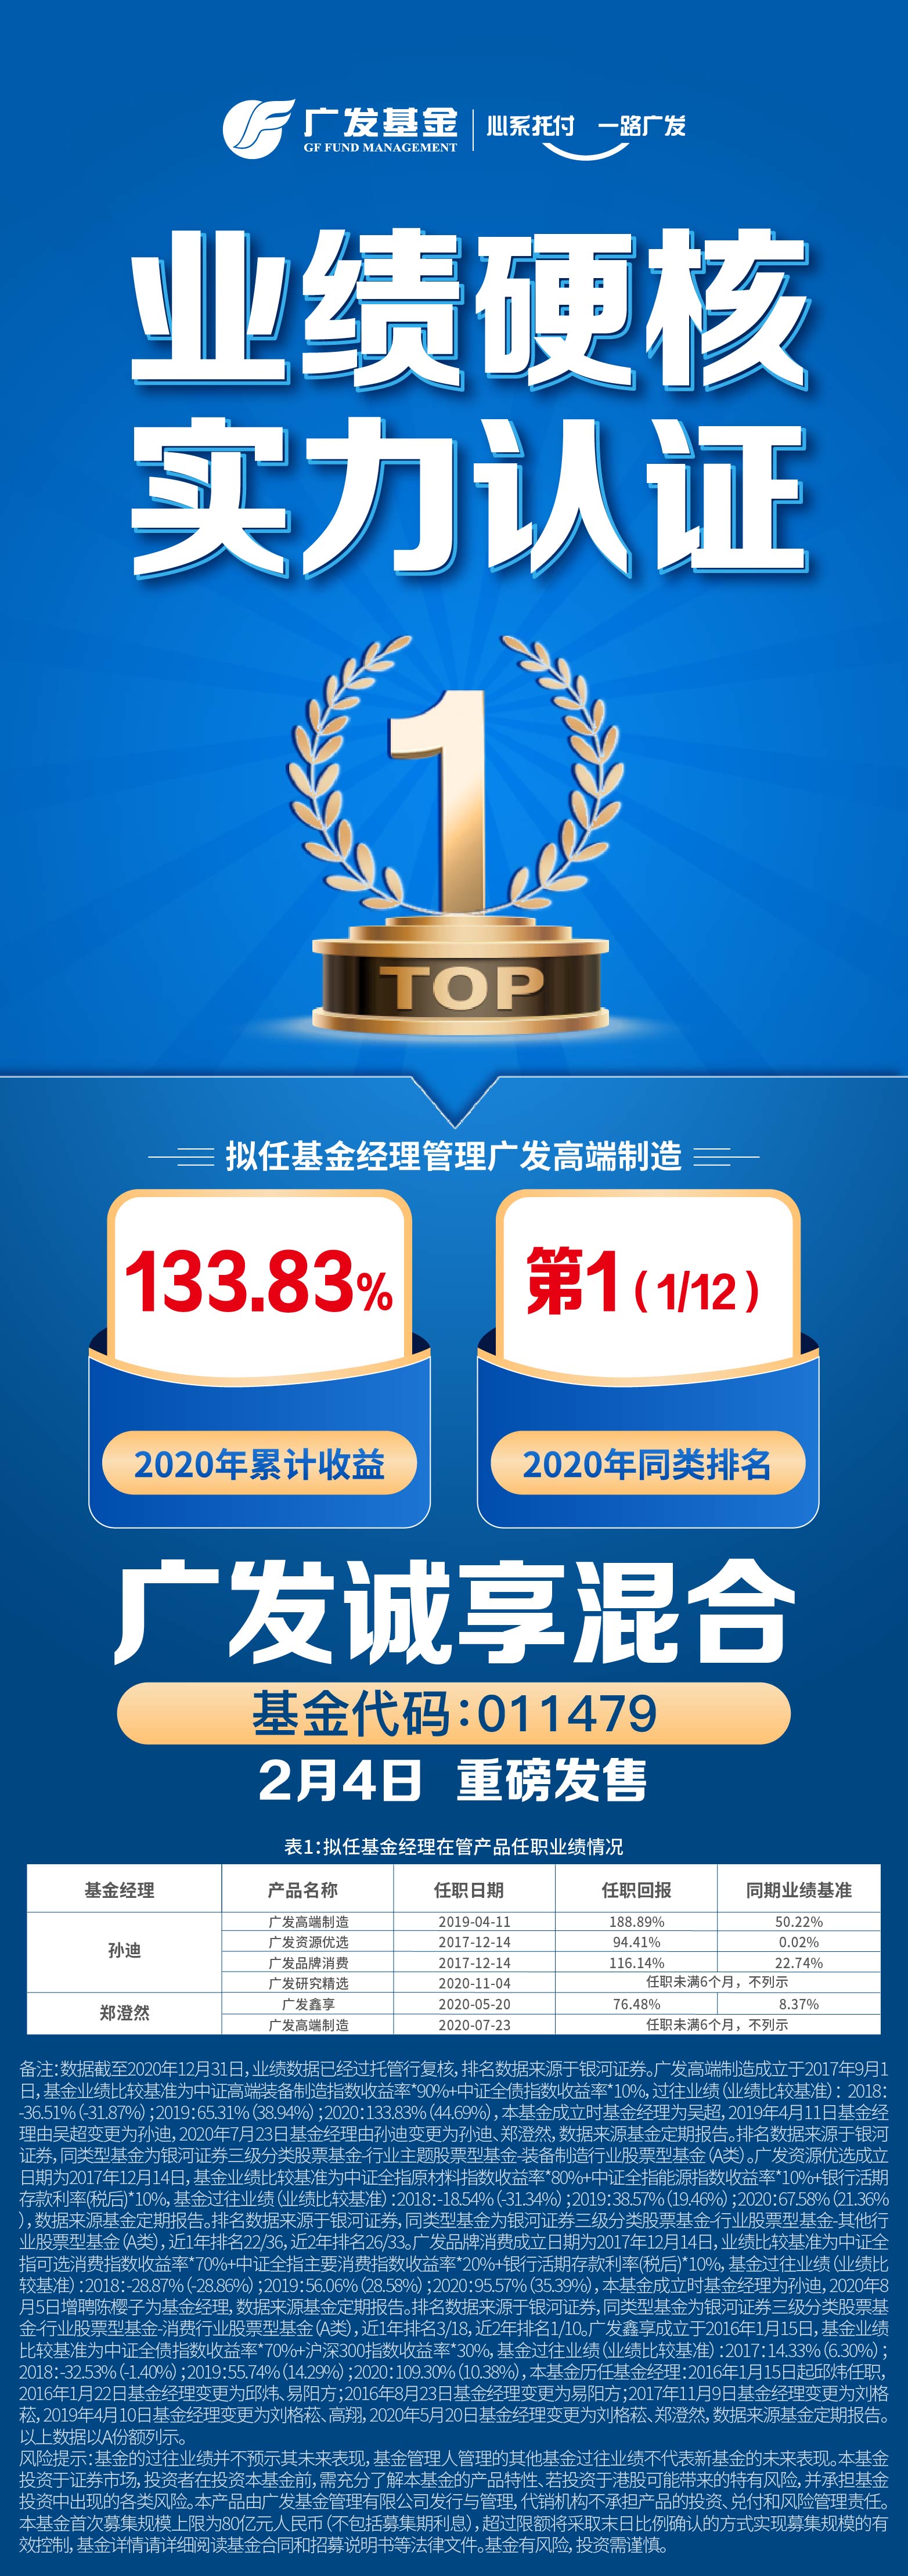 广发基金
GF FUND MANAGEMENT
心系托付 一路广发
业绩硬核
实力认证
1
TOP
拟任基金经理管理广发高端制造
133.83%
第1(1/12)
2020年累计收益
2020年同类排名
广发诚享混合
基金代码:011479
2月4日 重磅发售
表1:拟任基金经理在管产品任职业绩情况
基金经理 产品名称 任职日期 任职回报 同期业绩基准
孙迪
广发高端制造 2019-04-11 188.89% 50.22%
广发资源优选 2017-12-14 94.41% 0.02%
广发品牌消费 2017-12-14 116.14% 22.74%
广发研究精选 2020-11-04 任职未满6个月,不列示
郑澄然
广发鑫享 2020-05-20 76.48% 8.37%
广发高端制造 2020-07-23 任职未满6个月,不列示
备注:数据截至2020年12月31日,业绩数据已经过托管行复核,排名数据来源于银河证券。广发高端制造成立于2017年9月1
日,基金业绩比较基准为中证高端装备制造指数收益率*90%+中证全债指数收益率*10%,过往业绩(业绩比较基准):2018:
-36.51%(-31.87%);2019:65.31%(38.94%);2020:133.83%(44.69%),本基金成立时基金经理为吴超,2019年4月11日基金经
理由吴超变更为孙迪,2020年7月23日基金经理由孙迪变更为孙迪、郑澄然,数据来源基金定期报告。排名数据来源于银河
证券,同类型基金为银河证券三级分类股票基金-行业主题股票型基金-装备制造行业股票型基金(A类)。广发资源优选成立
日期为2017年12月14日,基金业绩比较基准为中证全指原材料指数收益率*80%+中证全指能源指数收益率*10%+银行活期
存款利率(税后)*10%,基金过往业绩(业绩比较基准):2018:-18.54%(-31.34%);2019:38.57%(19.46%);2020:67.58%(21.36%
),数据来源基金定期报告。排名数据来源于银河证券,同类型基金为银河证券三级分类股票基金-行业股票型基金-其他行
业股票型基金(A类),近1年排名22/36,近2年排名26/33。广发品牌消费成立日期为2017年12月14日,业绩比较基准为中证全
指可选消费指数收益率*70%+中证全指主要消费指数收益率*20%+银行活期存款利率(税后)*10%,基金过往业绩(业绩比
较基准):2018:-28.87%(-28.86%);2019:56.06%(28.58%);2020:95.57%(35.39%),本基金成立时基金经理为孙迪,2020年8
月5日增聘陈樱子为基金经理,数据来源基金定期报告。排名数据来源于银河证券,同类型基金为银河证券三级分类股票基
金-行业股票型基金-消费行业股票型基金(A类),近1年排名3/18,近2年排名1/10。广发鑫享成立于2016年1月15日,基金业绩
比较基准为中证全债指数收益率*70%+沪深300指数收益率*30%,基金过往业绩(业绩比较基准):2017:14.33%(6.30%);
2018:-32.53%(-1.40%);2019:55.74%(14.29%);2020:109.30%(10.38%),本基金历任基金经理:2016年1月15日起邱炜任职,
2016年1月22日基金经理变更为邱炜、易阳方;2016年8月23日基金经理变更为易阳方;2017年11月9日基金经理变更为刘格
菘,2019年4月10日基金经理变更为刘格菘、高翔,2020年5月20日基金经理变更为刘格菘、郑澄然,数据来源基金定期报告。
以上数据以A份额列示。
风险提示:基金的过往业绩并不预示其未来表现,基金管理人管理的其他基金过往业绩不代表新基金的未来表现。本基金
投资于证券市场,投资者在投资本基金前,需充分了解本基金的产品特性、若投资于港股可能带来的特有风险,并承担基金
投资中出现的各类风险。本产品由广发基金管理有限公司发行与管理,代销机构不承担产品的投资、兑付和风险管理责任。
本基金首次募集规模上限为80亿元人民币(不包括募集期利息),超过限额将采取末日比例确认的方式实现募集规模的有
效控制,基金详情请详细阅读基金合同和招募说明书等法律文件。基金有风险,投资需谨慎。